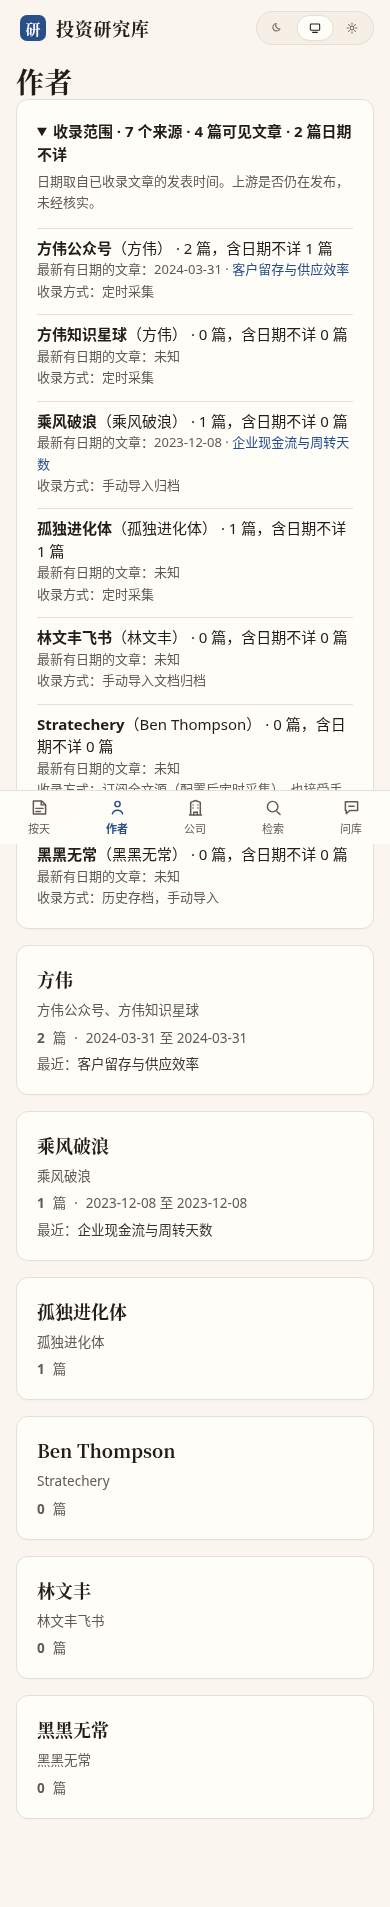 研 投资研究库
作者
▼ 收录范围 · 7 个来源 · 4 篇可见文章 · 2 篇日期
不详
日期取自已收录文章的发表时间。上游是否仍在发布，
未经核实。
方伟公众号（方伟） · 2 篇，含日期不详 1 篇
最新有日期的文章：2024-03-31 · 客户留存与供应效率
收录方式：定时采集
方伟知识星球（方伟） · 0 篇，含日期不详 0 篇
最新有日期的文章：未知
收录方式：定时采集
乘风破浪（乘风破浪） · 1 篇，含日期不详 0 篇
最新有日期的文章：2023-12-08 · 企业现金流与周转天
数
收录方式：手动导入归档
孤独进化体（孤独进化体） · 1 篇，含日期不详
1 篇
最新有日期的文章：未知
收录方式：定时采集
林文丰飞书（林文丰） · 0 篇，含日期不详 0 篇
最新有日期的文章：未知
收录方式：手动导入文档归档
Stratechery（Ben Thompson） · 0 篇，含日
期不详 0 篇
最新有日期的文章：未知
收录方式：订阅全文源（配置后定时采集），也接受手
按天 作者 公司 检索 问库
黑黑无常（黑黑无常） · 0 篇，含日期不详 0 篇
最新有日期的文章：未知
收录方式：历史存档，手动导入
方伟
方伟公众号、方伟知识星球
2 篇 · 2024-03-31 至 2024-03-31
最近：客户留存与供应效率
乘风破浪
乘风破浪
1 篇 · 2023-12-08 至 2023-12-08
最近：企业现金流与周转天数
孤独进化体
孤独进化体
1 篇
Ben Thompson
Stratechery
0 篇
林文丰
林文丰飞书
0 篇
黑黑无常
黑黑无常
0 篇